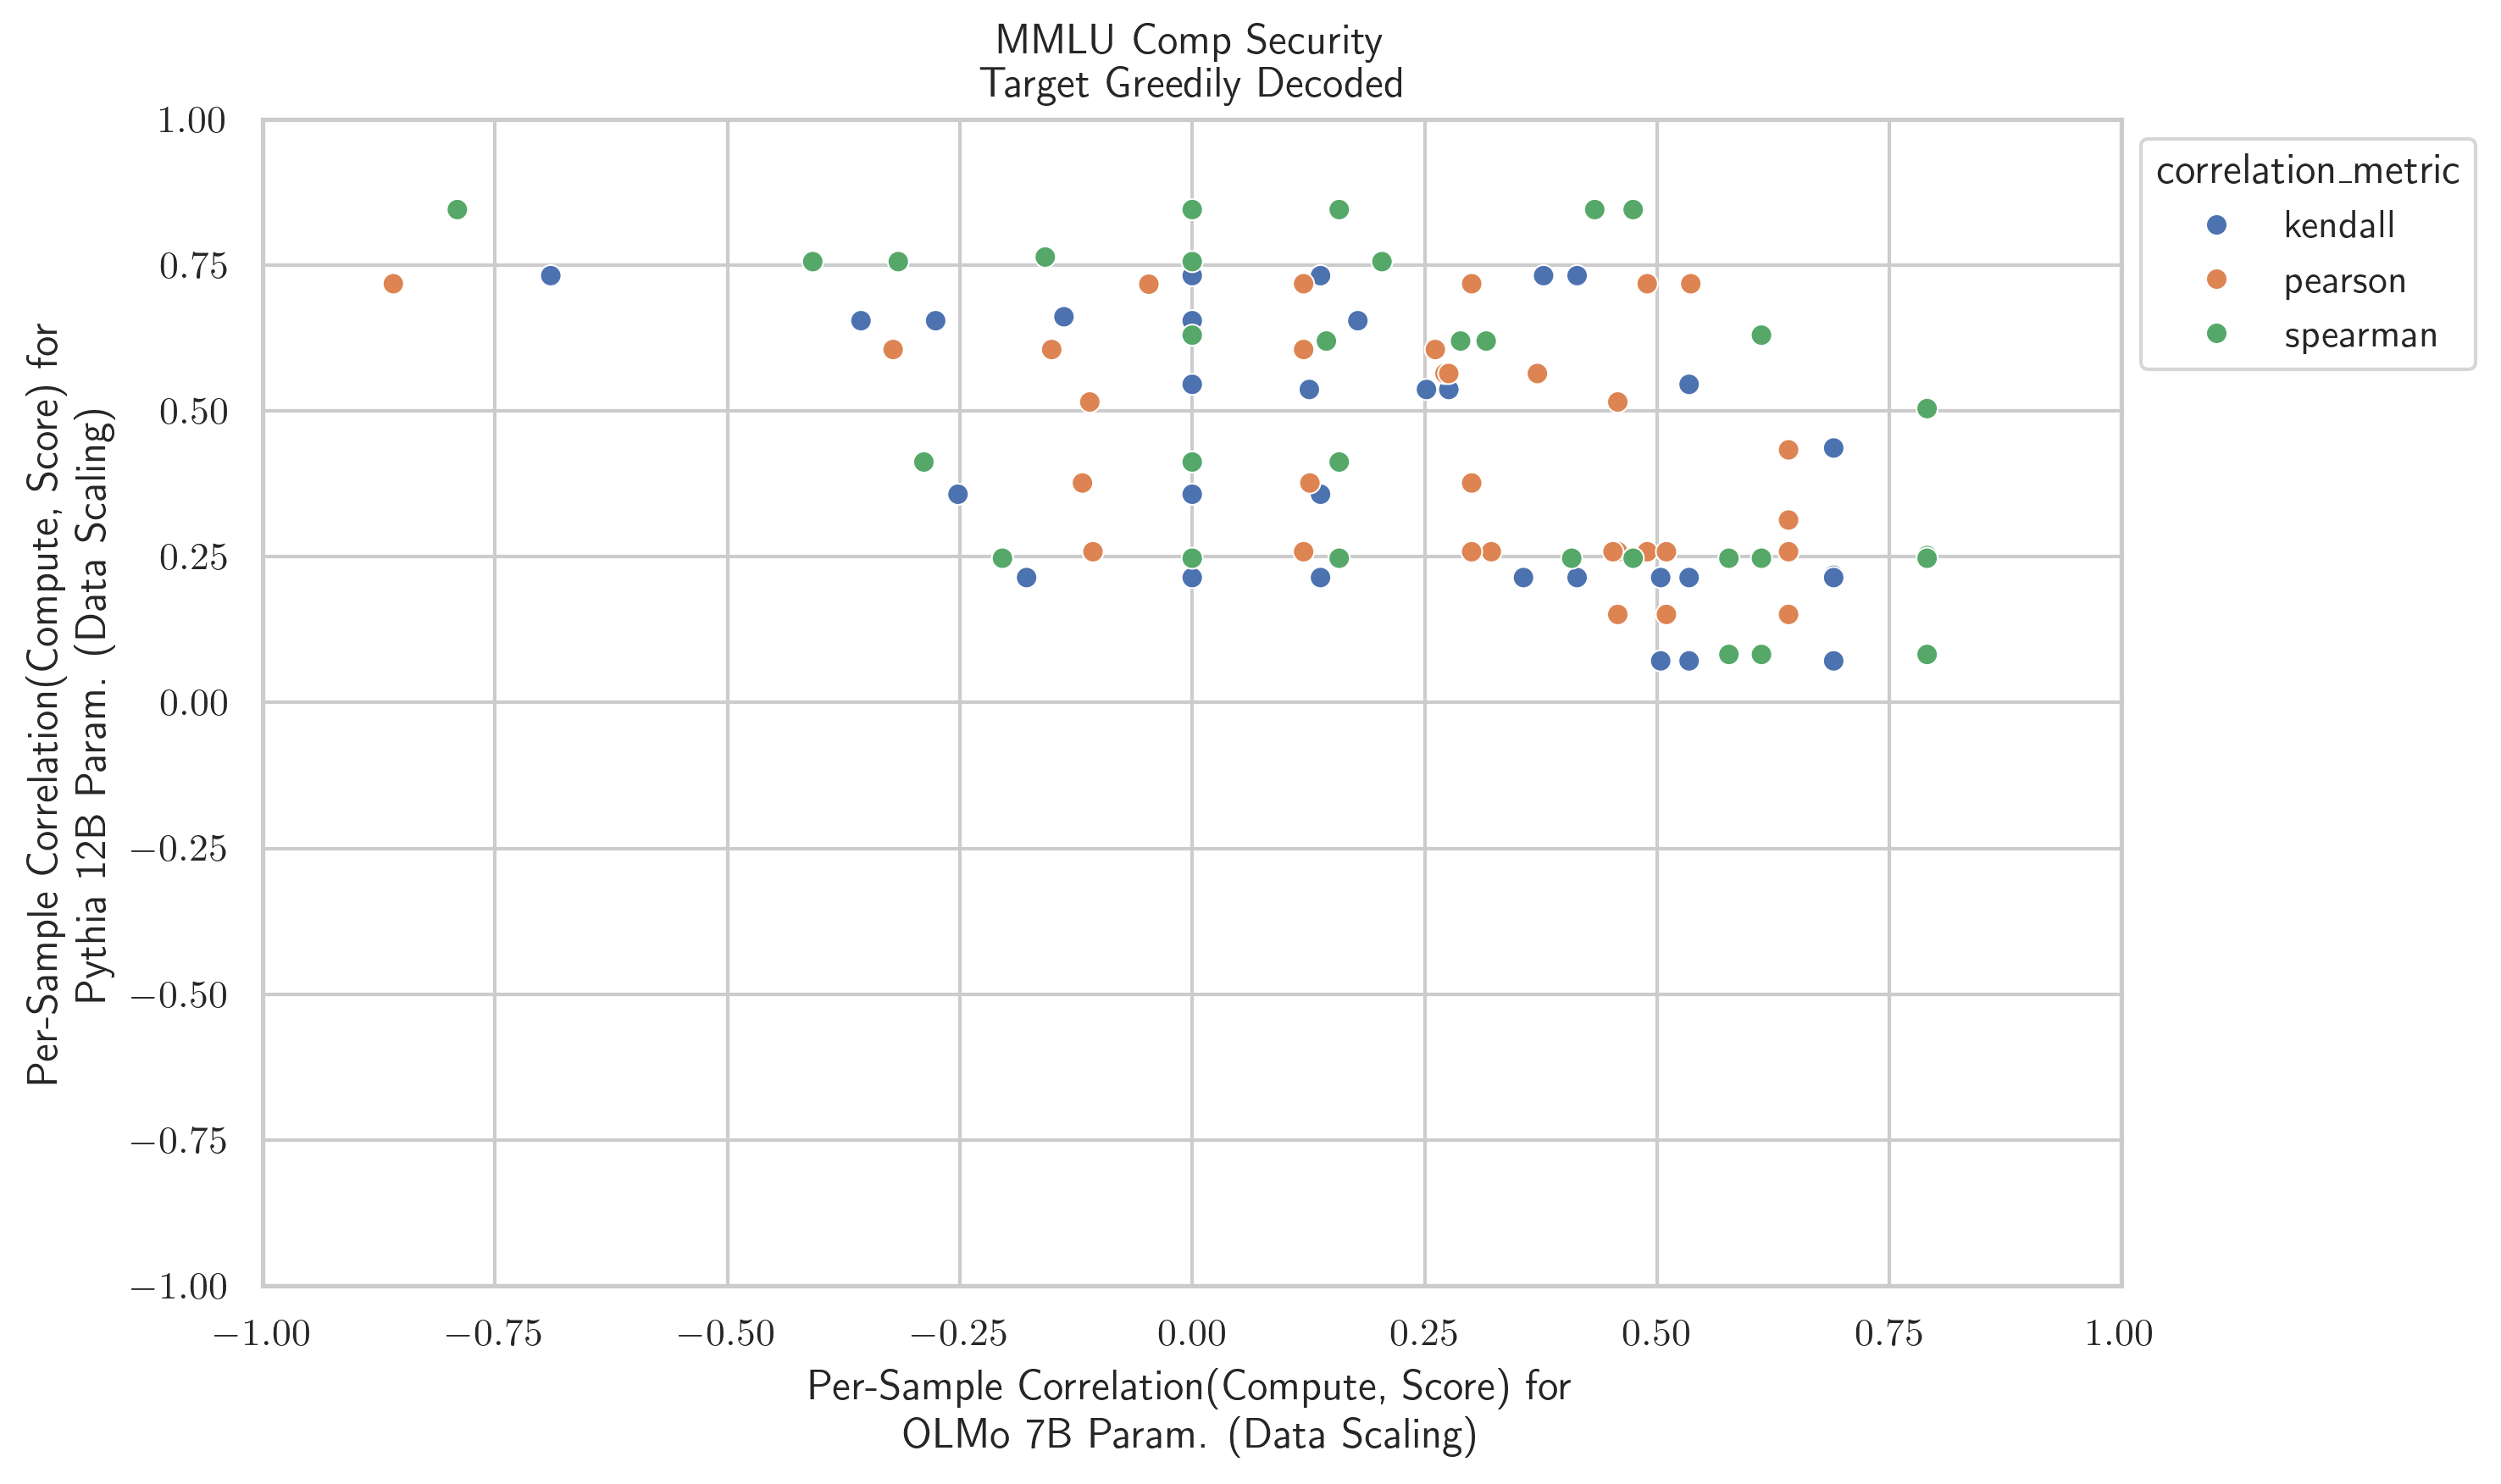 MMLU Comp Security
Target Greedily Decoded
Per-Sample Correlation(Compute, Score) for
Pythia 12B Param. (Data Scaling)
1.00
0.75
0.50
0.25
0.00
−0.25
−0.50
−0.75
−1.00
−1.00 −0.75 −0.50 −0.25 0.00 0.25 0.50 0.75 1.00
Per-Sample Correlation(Compute, Score) for
OLMo 7B Param. (Data Scaling)
correlation_metric
kendall
pearson
spearman